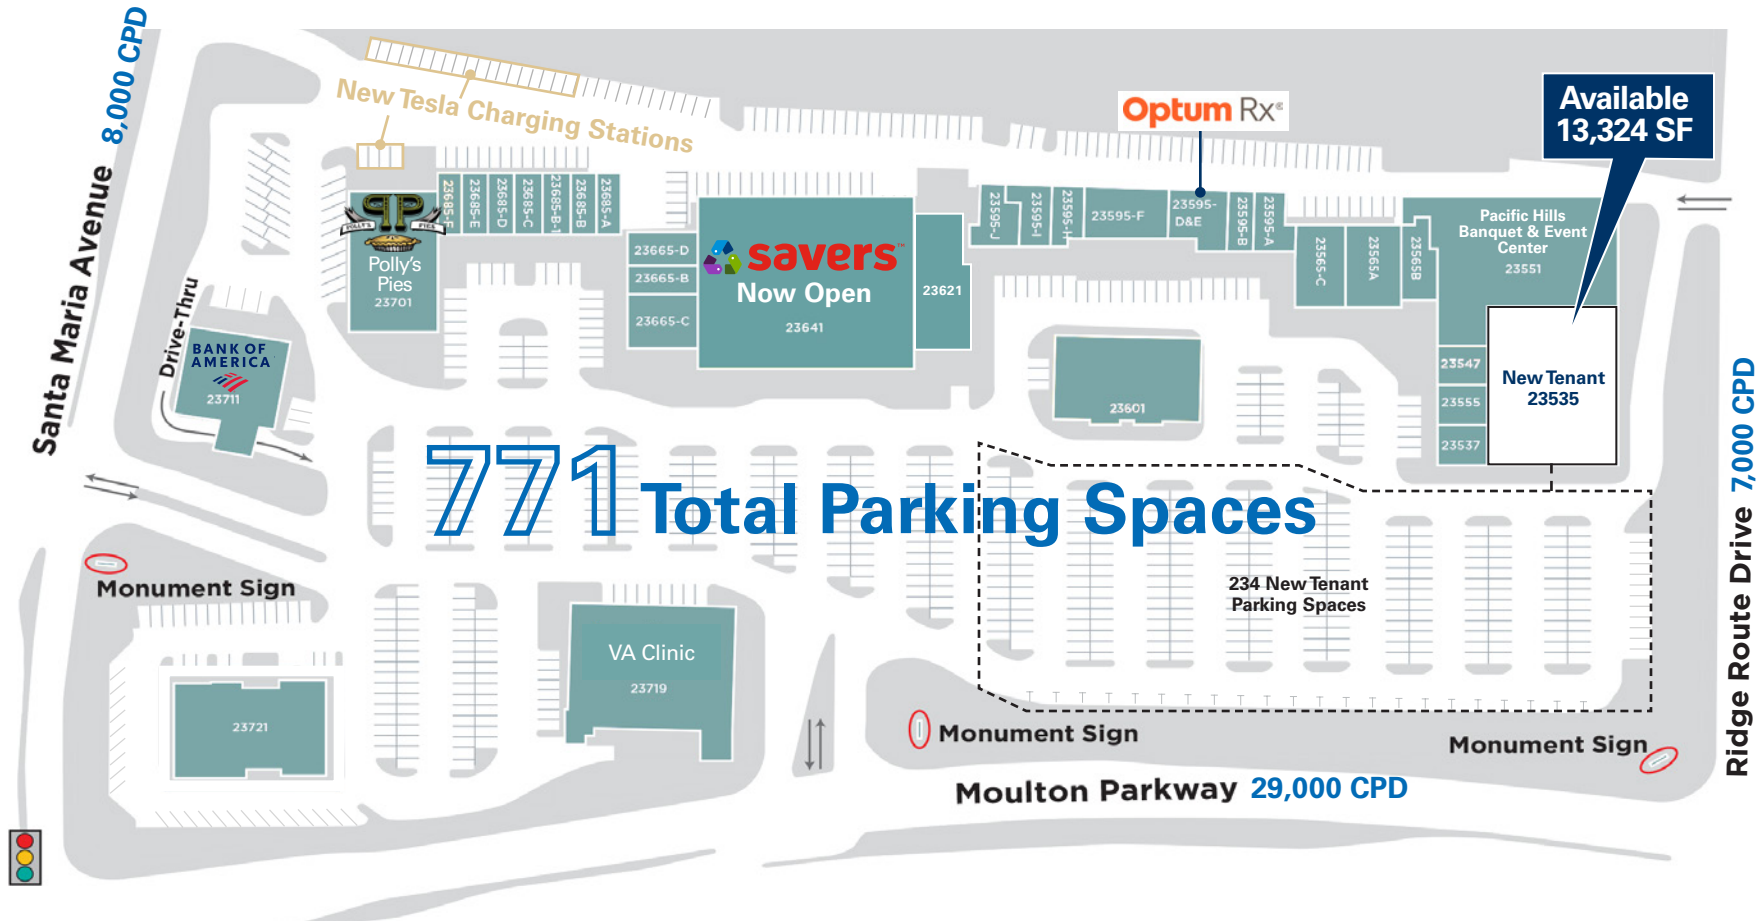 8,000 CPD
Santa Maria Avenue
New Tesla Charging Stations
Optum Rx
Available
13,324 SF
POLLY'S
PIES
Polly's
Pies
23701
23685-F
23685-E
23685-D
23685-C
23685-B-1
23685-B
23685-A
23665-D
23665-B
23665-C
savers™
Now Open
23641
23621
23595-J
23595-I
23595-H
23595-F
23595-
D&E
23595-B
23595-A
23565-C
23565A
23565B
Pacific Hills
Banquet & Event
Center
23551
23547
23555
23537
New Tenant
23535
Drive-Thru
BANK OF
AMERICA
23711
23601
771 Total Parking Spaces
234 New Tenant
Parking Spaces
Monument Sign
VA Clinic
23719
23721
Monument Sign
Monument Sign
Moulton Parkway 29,000 CPD
Ridge Route Drive 7,000 CPD